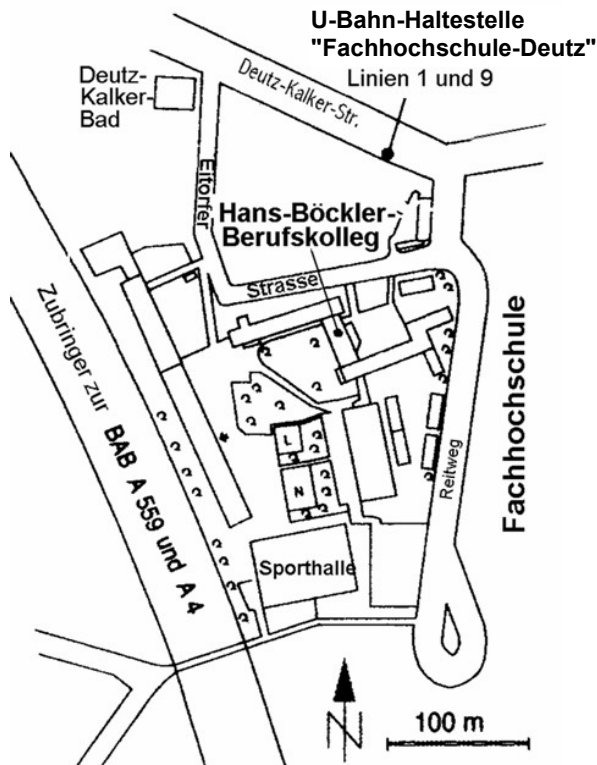 U-Bahn-Haltestelle
"Fachhochschule-Deutz"
Linien 1 und 9
Deutz-
Kalker-
Bad
Deutz-Kalker-Str.
Eitorfer
Hans-Böckler-
Berufskolleg
Strasse
Zubringer zur
BAB A 559 und A 4
Fachhochschule
Reitweg
L
N
Sporthalle
N
100 m